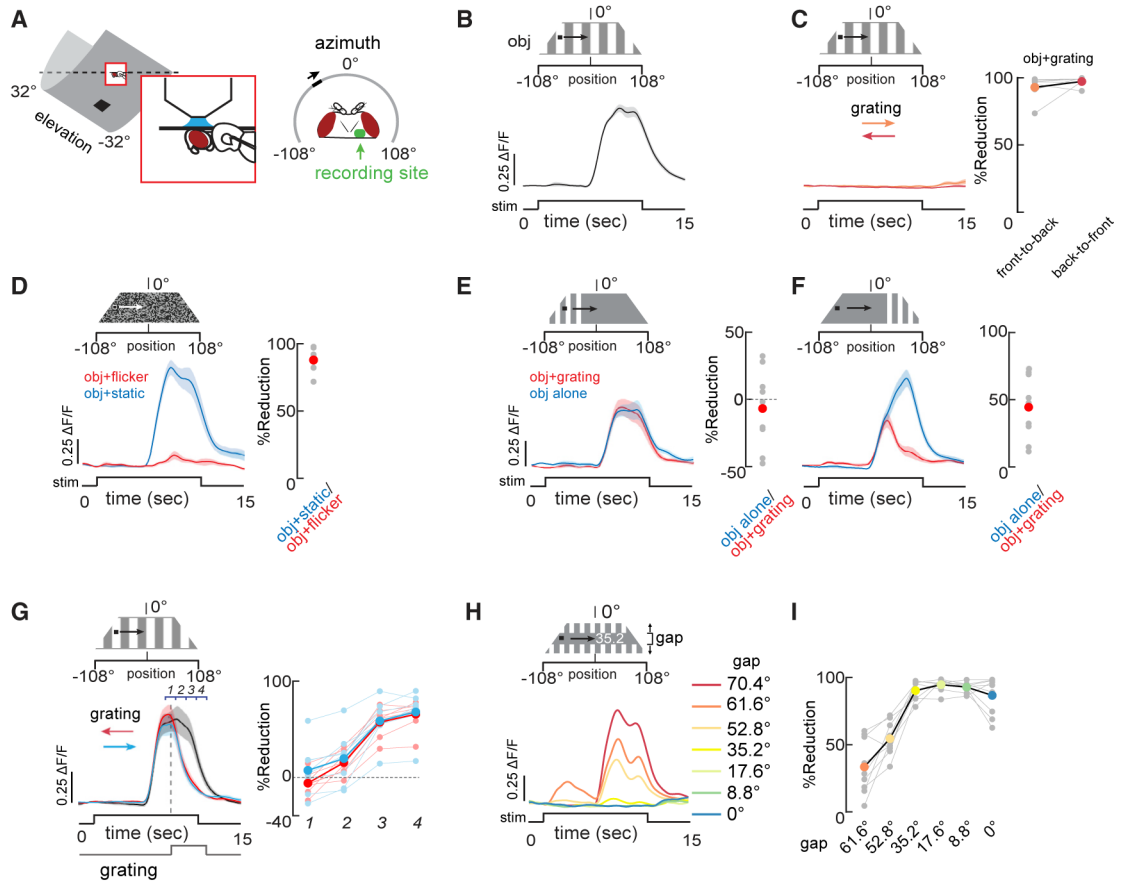 A
azimuth
0°
32°
elevation
-32°
-108°
108°
recording site
B
0°
obj
-108°
position
108°
0.25 ΔF/F
stim
0
time (sec)
15
C
0°
-108°
position
108°
grating
0
time (sec)
15
obj+grating
100
50
0
%Reduction
front-to-back
back-to-front
D
0°
-108°
position
108°
obj+flicker
obj+static
0.25 ΔF/F
stim
0
time (sec)
15
100
50
0
%Reduction
obj+static/
obj+flicker
E
0°
-108°
position
108°
obj+grating
obj alone
0.25 ΔF/F
0
time (sec)
15
50
0
-50
%Reduction
obj alone/
obj+grating
F
0°
-108°
position
108°
0
time (sec)
15
100
50
0
%Reduction
obj alone/
obj+grating
G
0°
-108°
position
108°
1 2 3 4
grating
0.25 ΔF/F
0
time (sec)
15
grating
100
0
-40
%Reduction
1 2 3 4
H
0°
35.2
gap
-108°
position
108°
gap
70.4°
61.6°
52.8°
35.2°
17.6°
8.8°
0°
0.25 ΔF/F
stim
0
time (sec)
15
I
100
50
0
%Reduction
gap
61.6°
52.8°
35.2°
17.6°
8.8°
0°